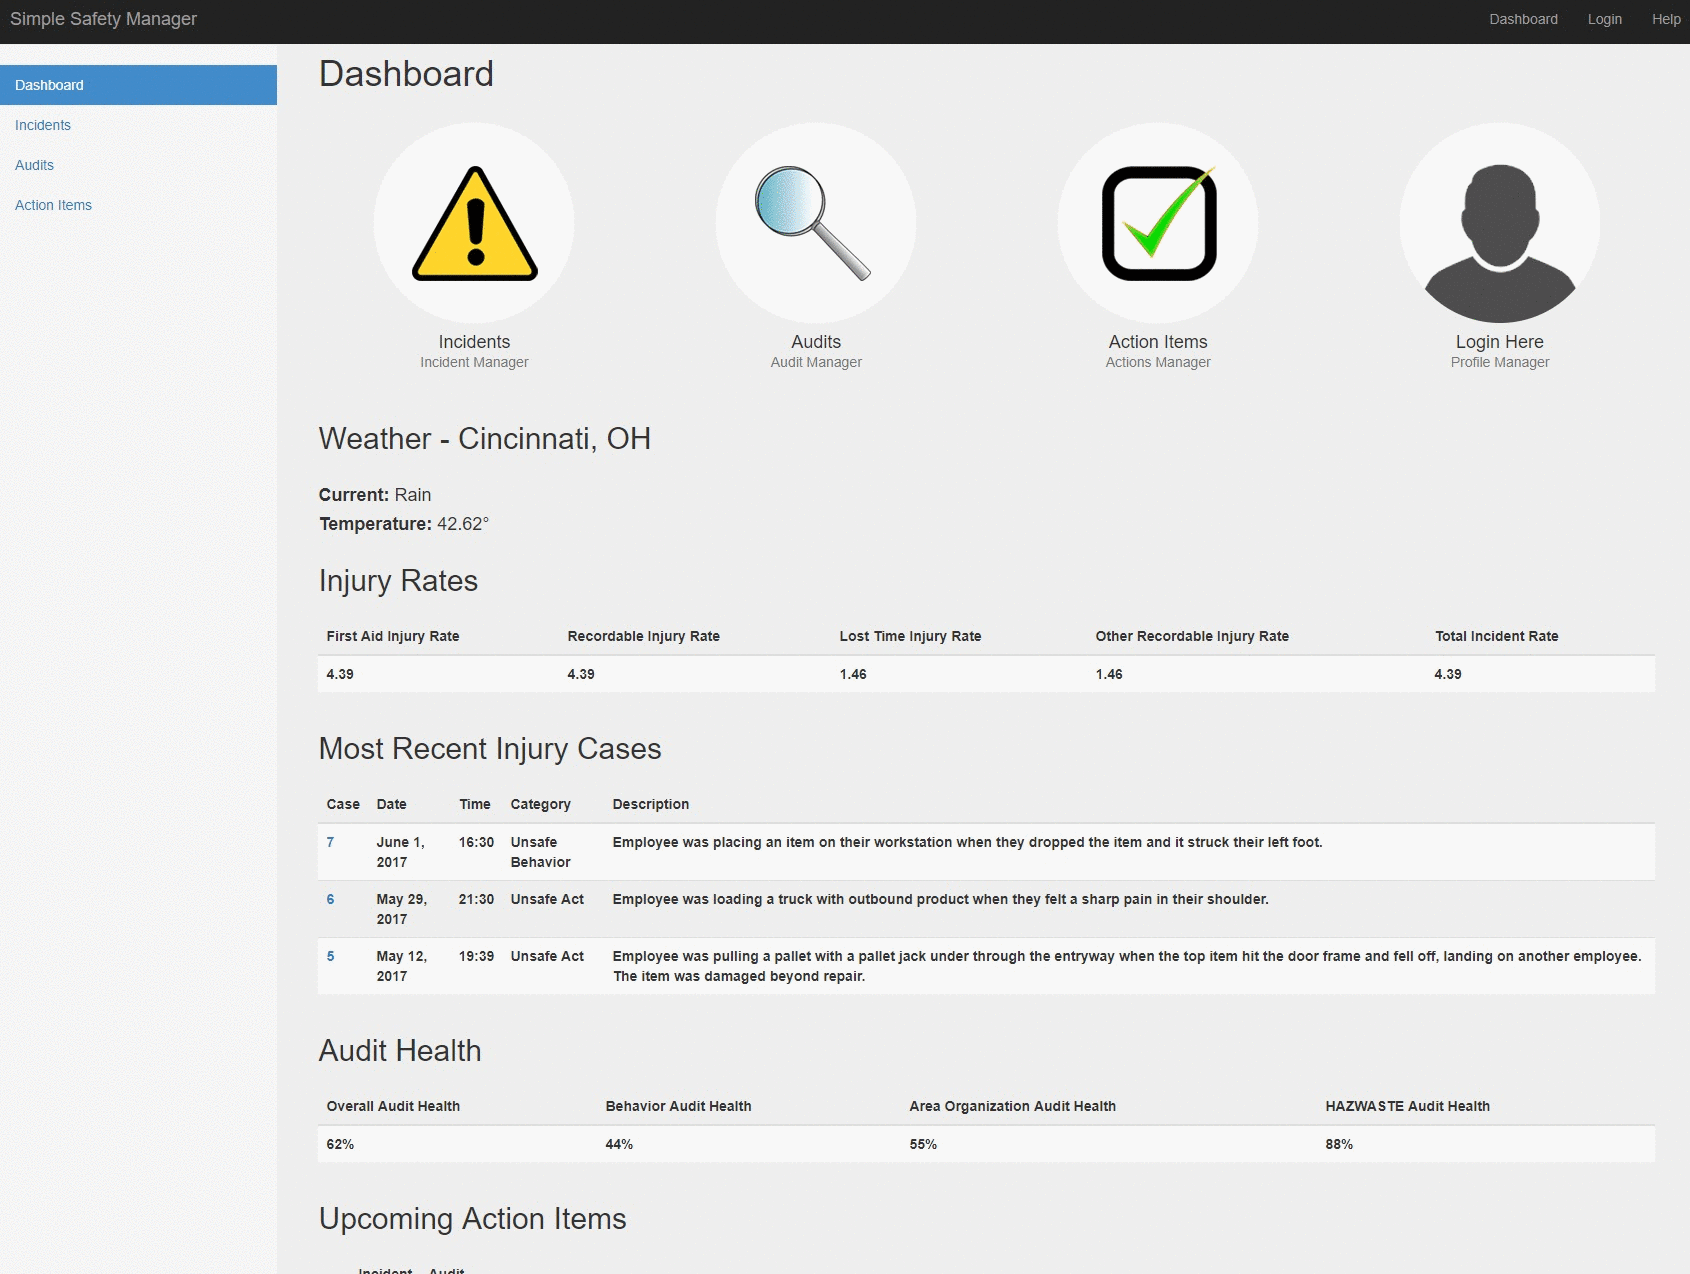 Simple Safety Manager
Dashboard Login Help
Dashboard
Incidents
Audits
Action Items
Dashboard
Incidents
Incident Manager
Audits
Audit Manager
Action Items
Actions Manager
Login Here
Profile Manager
Weather - Cincinnati, OH
Current: Rain
Temperature: 42.62°
Injury Rates
First Aid Injury Rate Recordable Injury Rate Lost Time Injury Rate Other Recordable Injury Rate Total Incident Rate
4.39 4.39 1.46 1.46 4.39
Most Recent Injury Cases
Case Date Time Category Description
7 June 1, 16:30 Unsafe Employee was placing an item on their workstation when they dropped the item and it struck their left foot.
2017 Behavior
6 May 29, 21:30 Unsafe Act Employee was loading a truck with outbound product when they felt a sharp pain in their shoulder.
2017
5 May 12, 19:39 Unsafe Act Employee was pulling a pallet with a pallet jack under through the entryway when the top item hit the door frame and fell off, landing on another employee.
2017 The item was damaged beyond repair.
Audit Health
Overall Audit Health Behavior Audit Health Area Organization Audit Health HAZWASTE Audit Health
62% 44% 55% 88%
Upcoming Action Items
Incident Audit